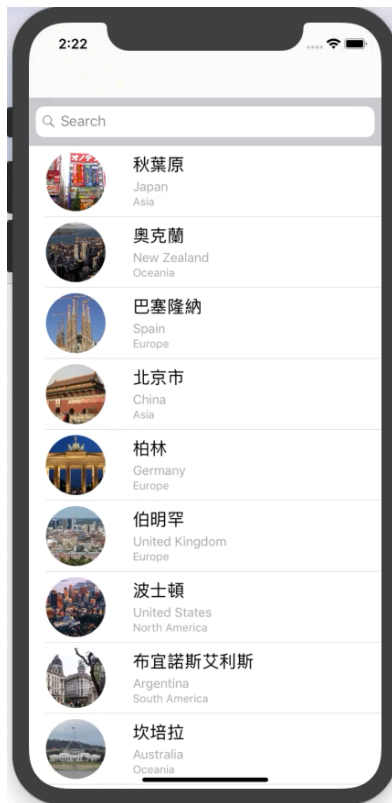 2:22
Search
秋葉原
Japan
Asia
奧克蘭
New Zealand
Oceania
巴塞隆納
Spain
Europe
北京市
China
Asia
柏林
Germany
Europe
伯明罕
United Kingdom
Europe
波士頓
United States
North America
布宜諾斯艾利斯
Argentina
South America
坎培拉
Australia
Oceania